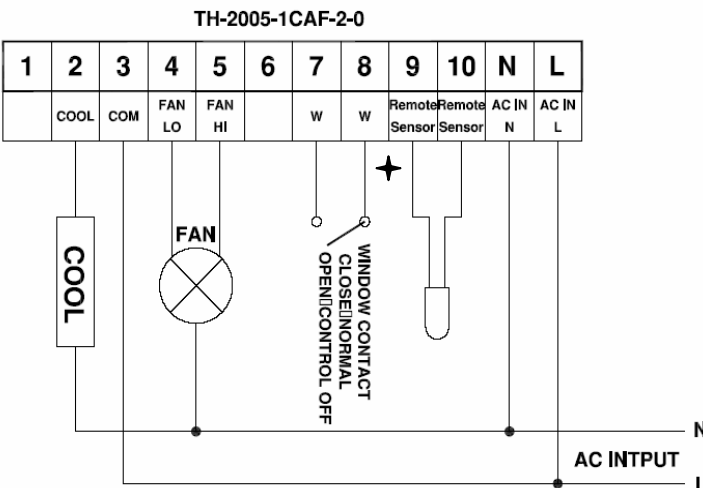 TH-2005-1CAF-2-0
1 2 3 4 5 6 7 8 9 10 N L
COOL COM FAN LO FAN HI W W Remote Sensor Remote Sensor AC IN N AC IN L
COOL
FAN
WINDOW CONTACT
CLOSE▯NORMAL
OPEN▯CONTROL OFF
N
AC INTPUT
L